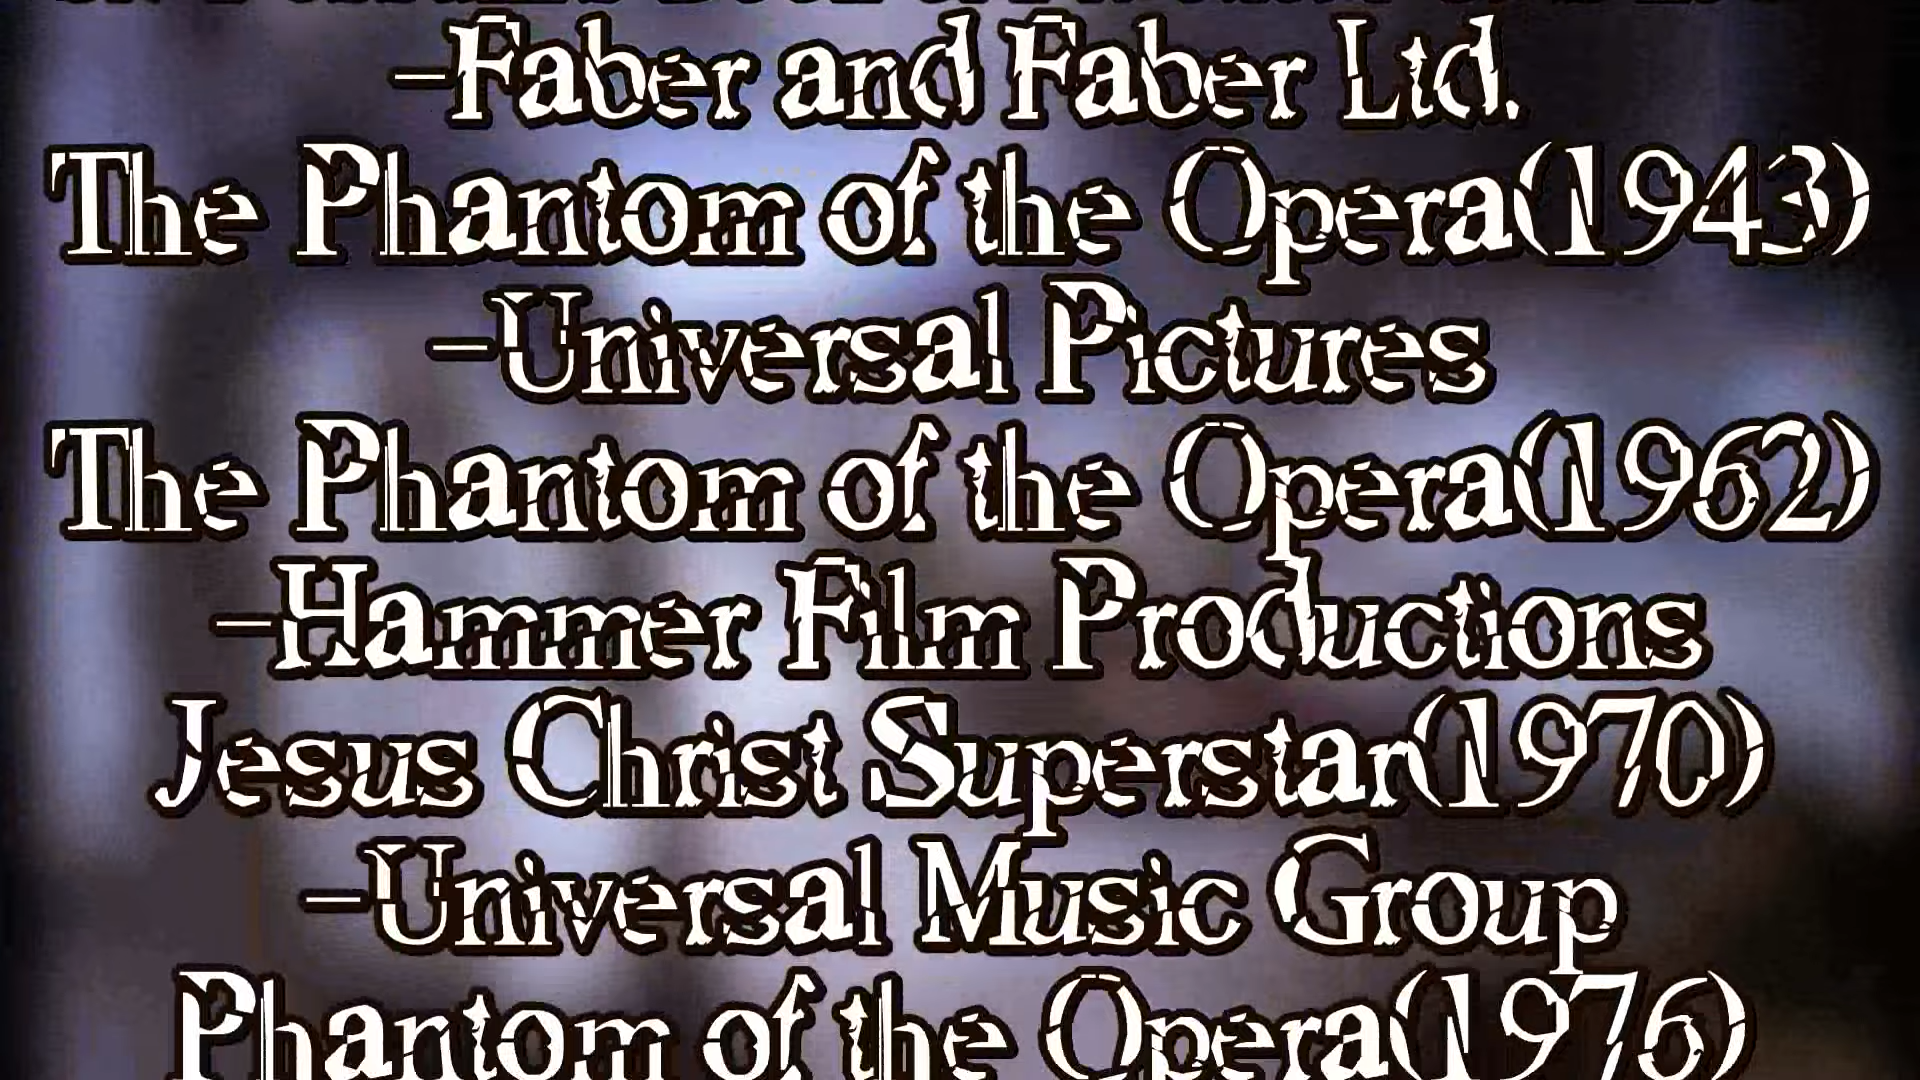 -Faber and Faber Ltd.
The Phantom of the Opera(1943)
-Universal Pictures
The Phantom of the Opera(1962)
-Hammer Film Productions
Jesus Christ Superstar(1970)
-Universal Music Group
Phantom of the Opera(1976)